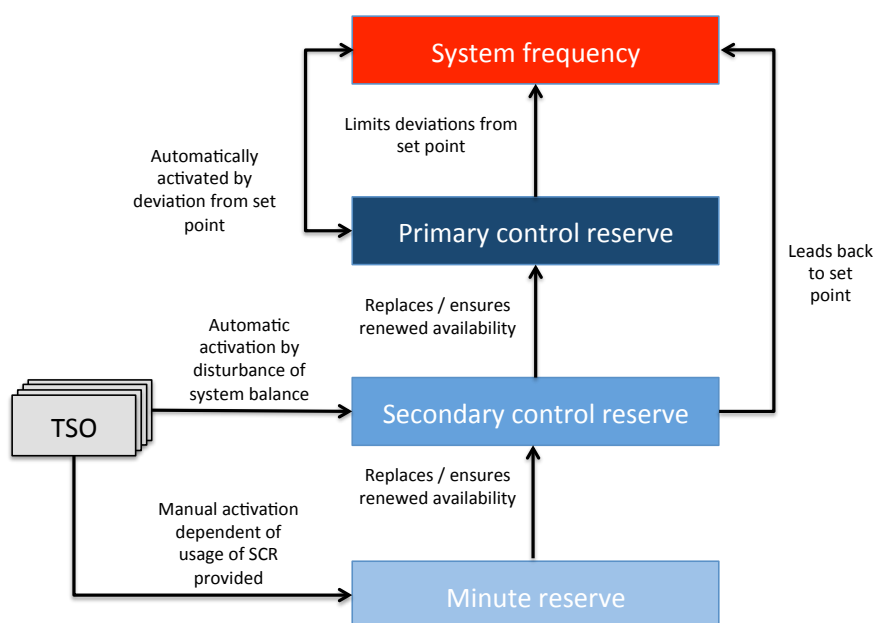 System frequency
Limits deviations from
set point
Automatically
activated by
deviation from set
point
Primary control reserve
Leads back
to set
point
Replaces / ensures
renewed availability
Automatic
activation by
disturbance of
system balance
TSO
Secondary control reserve
Replaces / ensures
renewed availability
Manual activation
dependent of
usage of SCR
provided
Minute reserve